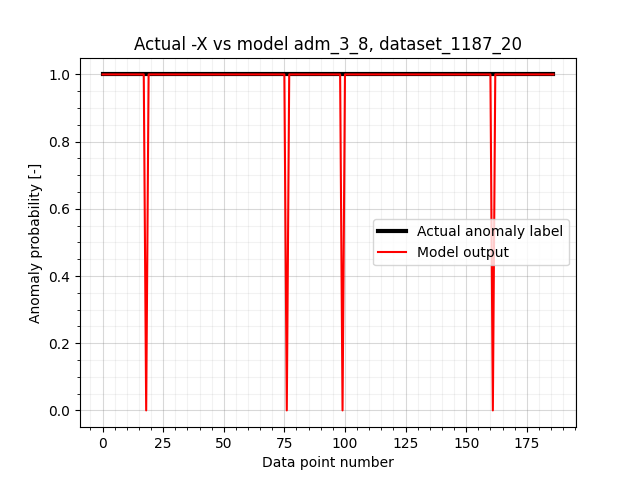 Actual -X vs model adm_3_8, dataset_1187_20
Anomaly probability [-]
1.0
0.8
0.6
0.4
0.2
0.0
Actual anomaly label
Model output
0 25 50 75 100 125 150 175
Data point number